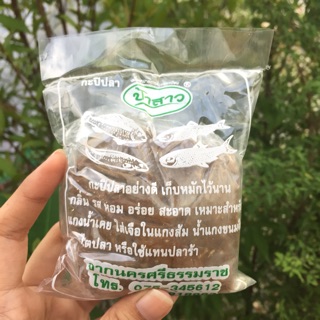 กะปิปลา
ป้าสาว
กะปิปลาอย่างดี เก็บหมักไว้นาน
กลิ่น รส หอม อร่อย สะอาด เหมาะสำหรับ
แกงน้ำเคย ใส่เจือในแกงส้ม น้ำแกงขนม
ไตปลา หรือใช้แทนปลาร้า
จากนครศรีธรรมราช
โทร. 345612